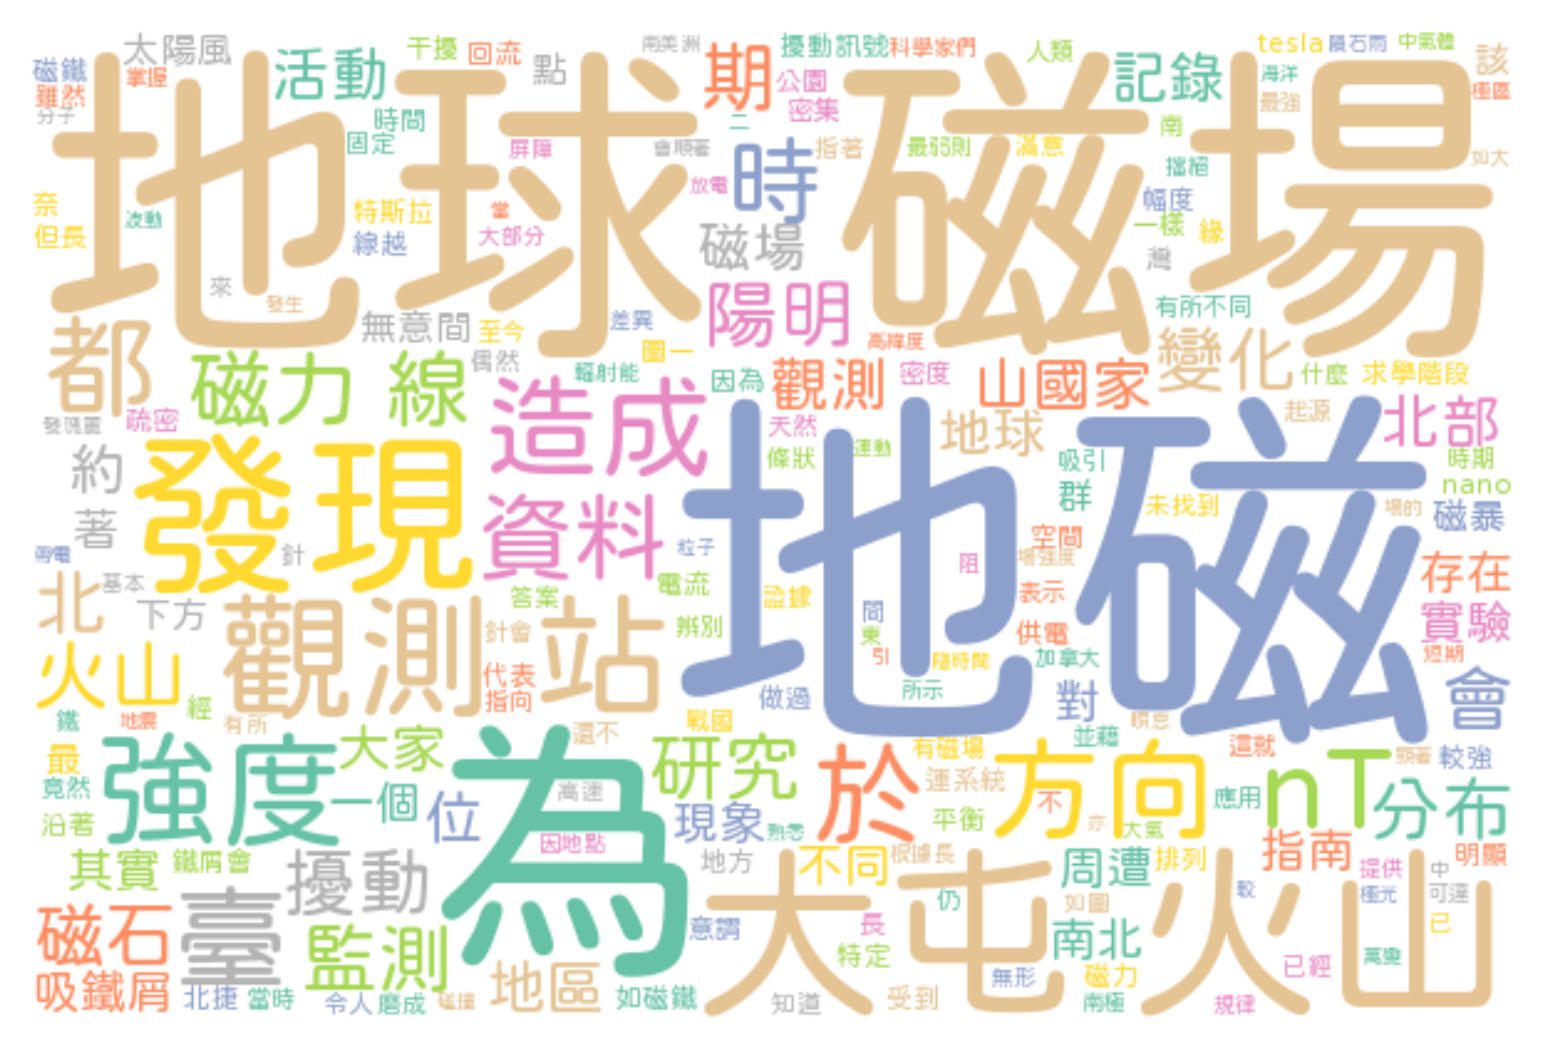 太陽風
活動
干擾
回流
點
南美洲
期
擾動訊號
科學家們
人類
記錄
tesla
隕石雨
中氣體
該
磁鐵
掌握
雖然
分子
地球磁場
公園
密集
海洋
最強
極區
時間
固定
屏障
會順著
二
時
指著
最弱則
滿意
南
擋絕
如大
奈
但長
波動
特斯拉
線越
當
大部分
放電
磁場
幅度
一樣
緣
灣
來
發生
無意間
至今
差異
陽明
高緯度
有所不同
都
磁力 線
偶然
圖一
輻射能
因為
觀測
密度
山國家
變化
什麼
求學階段
疏密
造成
天然
條狀
運動
地球
起源
北部
約
發現
資料
地磁
吸引
群
未找到
場的
時期
nano
磁暴
著
針
粒子
阻
空間
存在
北
基本
下方
觀測站
答案
針會
電流
證據
辨別
間
東
引
隨時間
表示
供電
加拿大
實驗
短期
火山
代表
指向
做過
所示
對
會
鐵
地震
經
有所
還不
戰國
並藉
這就
最
竟然
沿著
強度
大家
一個
位
為
高速
因地點
研究
現象
熟悉
於
有磁場
運系統
平衡
方向
不
亦
大氣
應用
nT
顯著
較強
分布
其實
鐵屑會
擾動
地方
不同
根據長
周遭
排列
指南
明顯
磁石
臺
監測
意謂
大屯火山
長
仍
如圖
特定
南北
較
提供
極光
中
可達
已
吸鐵屑
北捷
當時
令人
磨成
碰撞
地區
如磁鐵
知道
受到
無形
磁力
南極
已經
萬變
規律